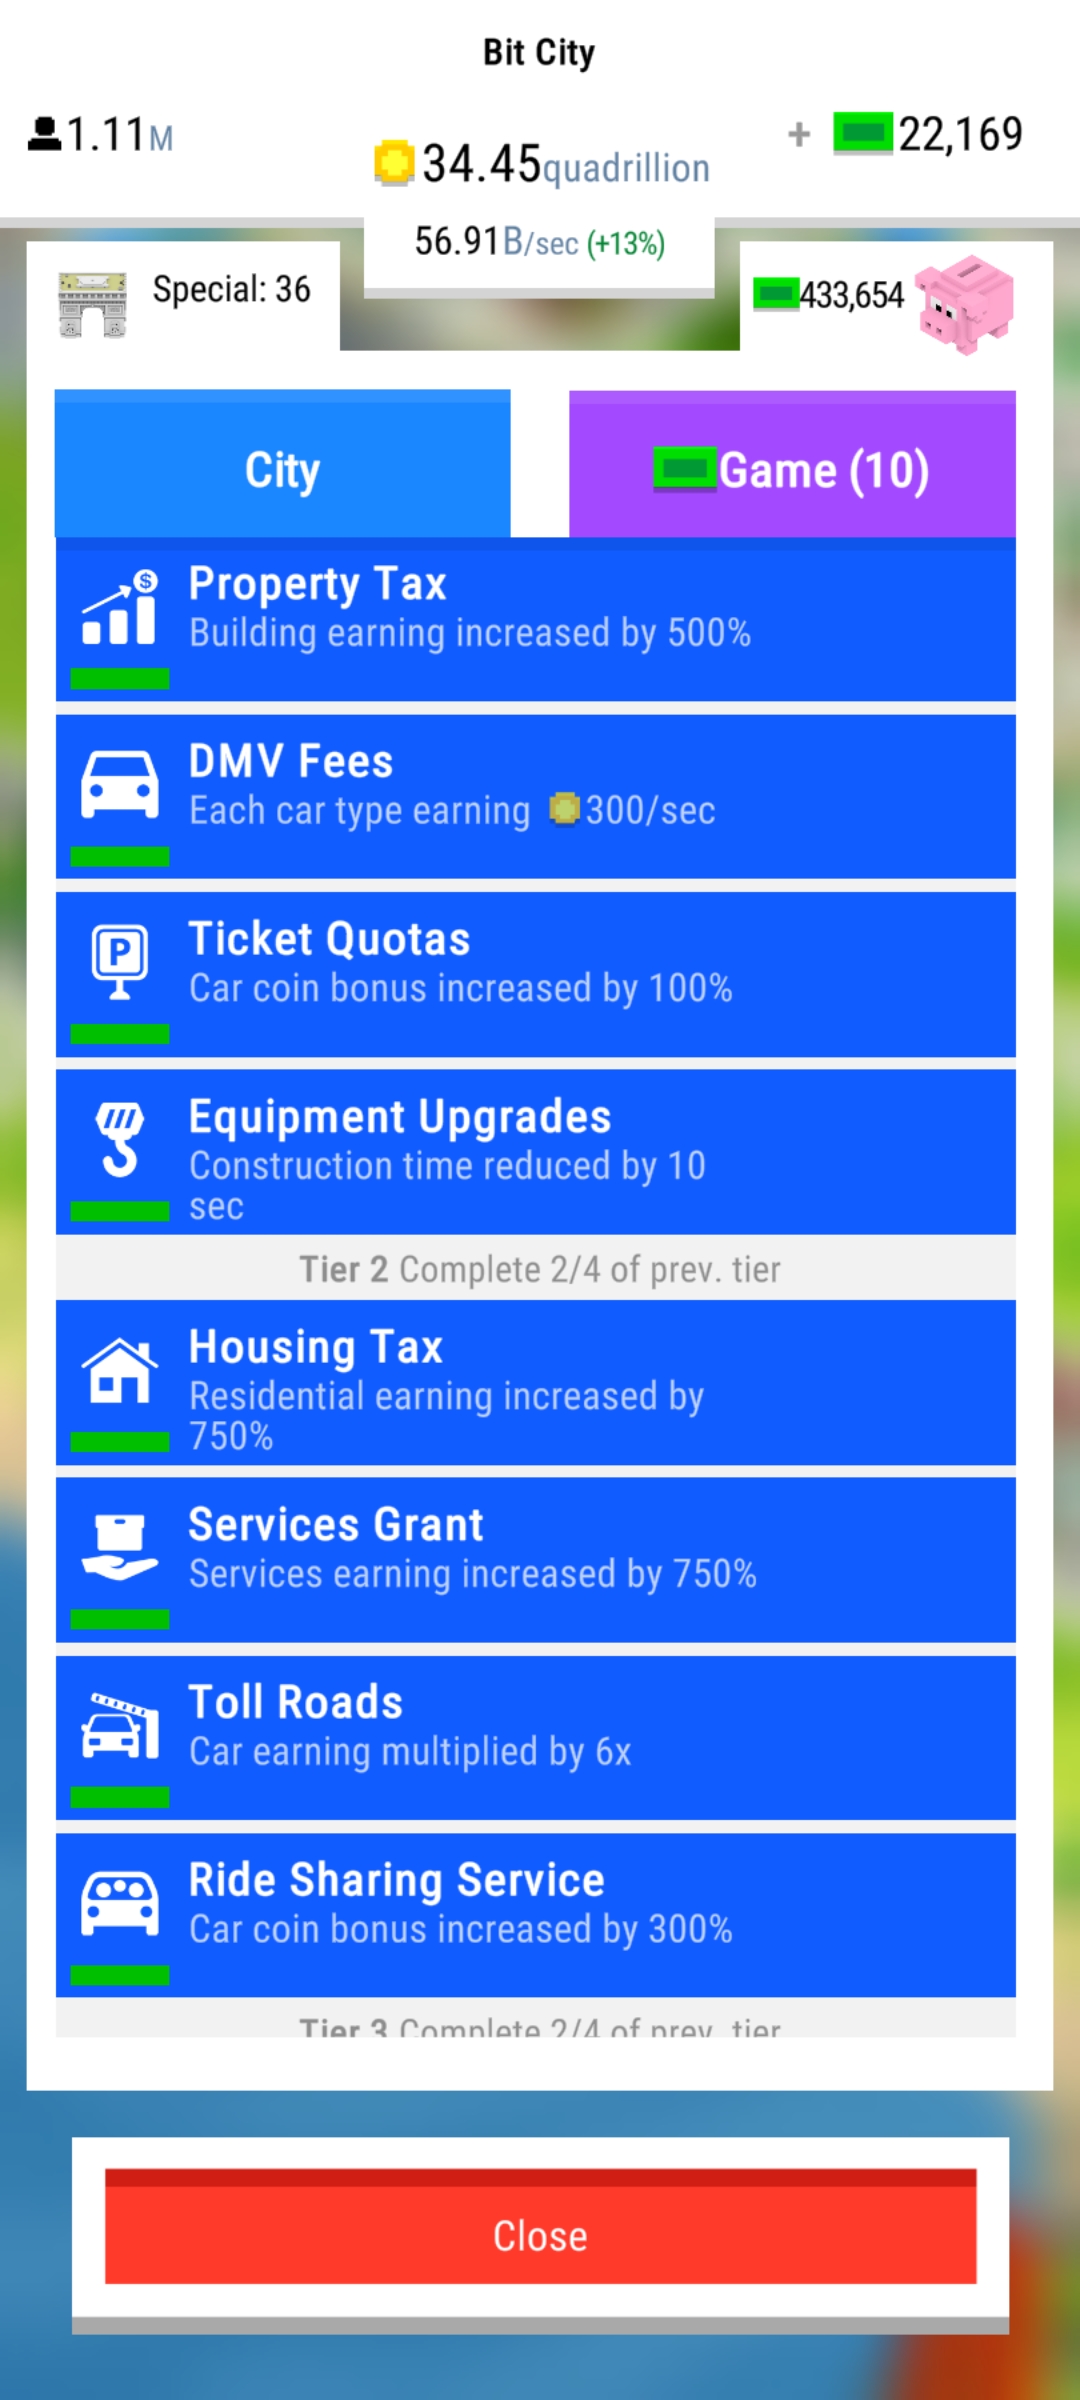 Bit City
1.11M
34.45quadrillion
+ 22,169
56.91B/sec (+13%)
Special: 36
433,654
City
Game (10)
$
Property Tax
Building earning increased by 500%
DMV Fees
Each car type earning 300/sec
P
Ticket Quotas
Car coin bonus increased by 100%
Equipment Upgrades
Construction time reduced by 10
sec
Tier 2 Complete 2/4 of prev. tier
Housing Tax
Residential earning increased by
750%
Services Grant
Services earning increased by 750%
Toll Roads
Car earning multiplied by 6x
Ride Sharing Service
Car coin bonus increased by 300%
Tier 3 Complete 2/4 of prev. tier
Close